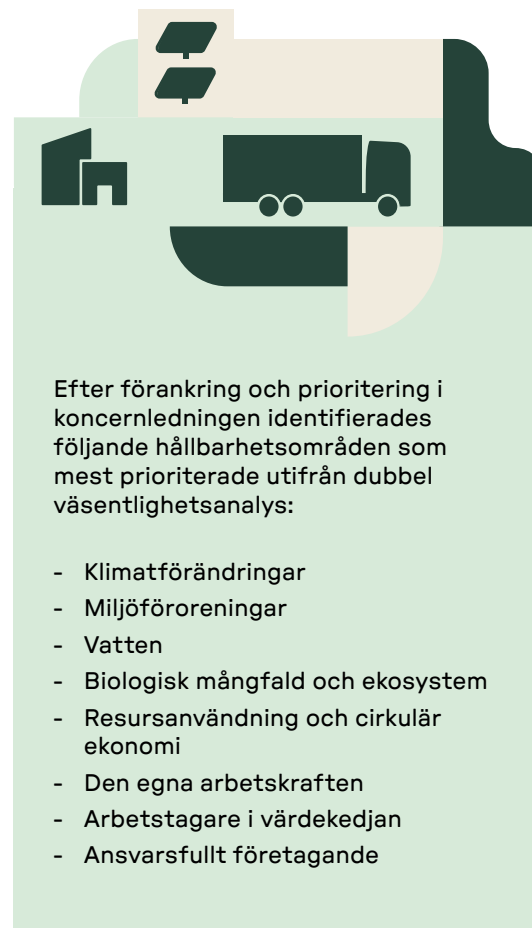 Efter förankring och prioritering i
koncernledningen identifierades
följande hållbarhetsområden som
mest prioriterade utifrån dubbel
väsentlighetsanalys:
- Klimatförändringar
- Miljöföroreningar
- Vatten
- Biologisk mångfald och ekosystem
- Resursanvändning och cirkulär
ekonomi
- Den egna arbetskraften
- Arbetstagare i värdekedjan
- Ansvarsfullt företagande